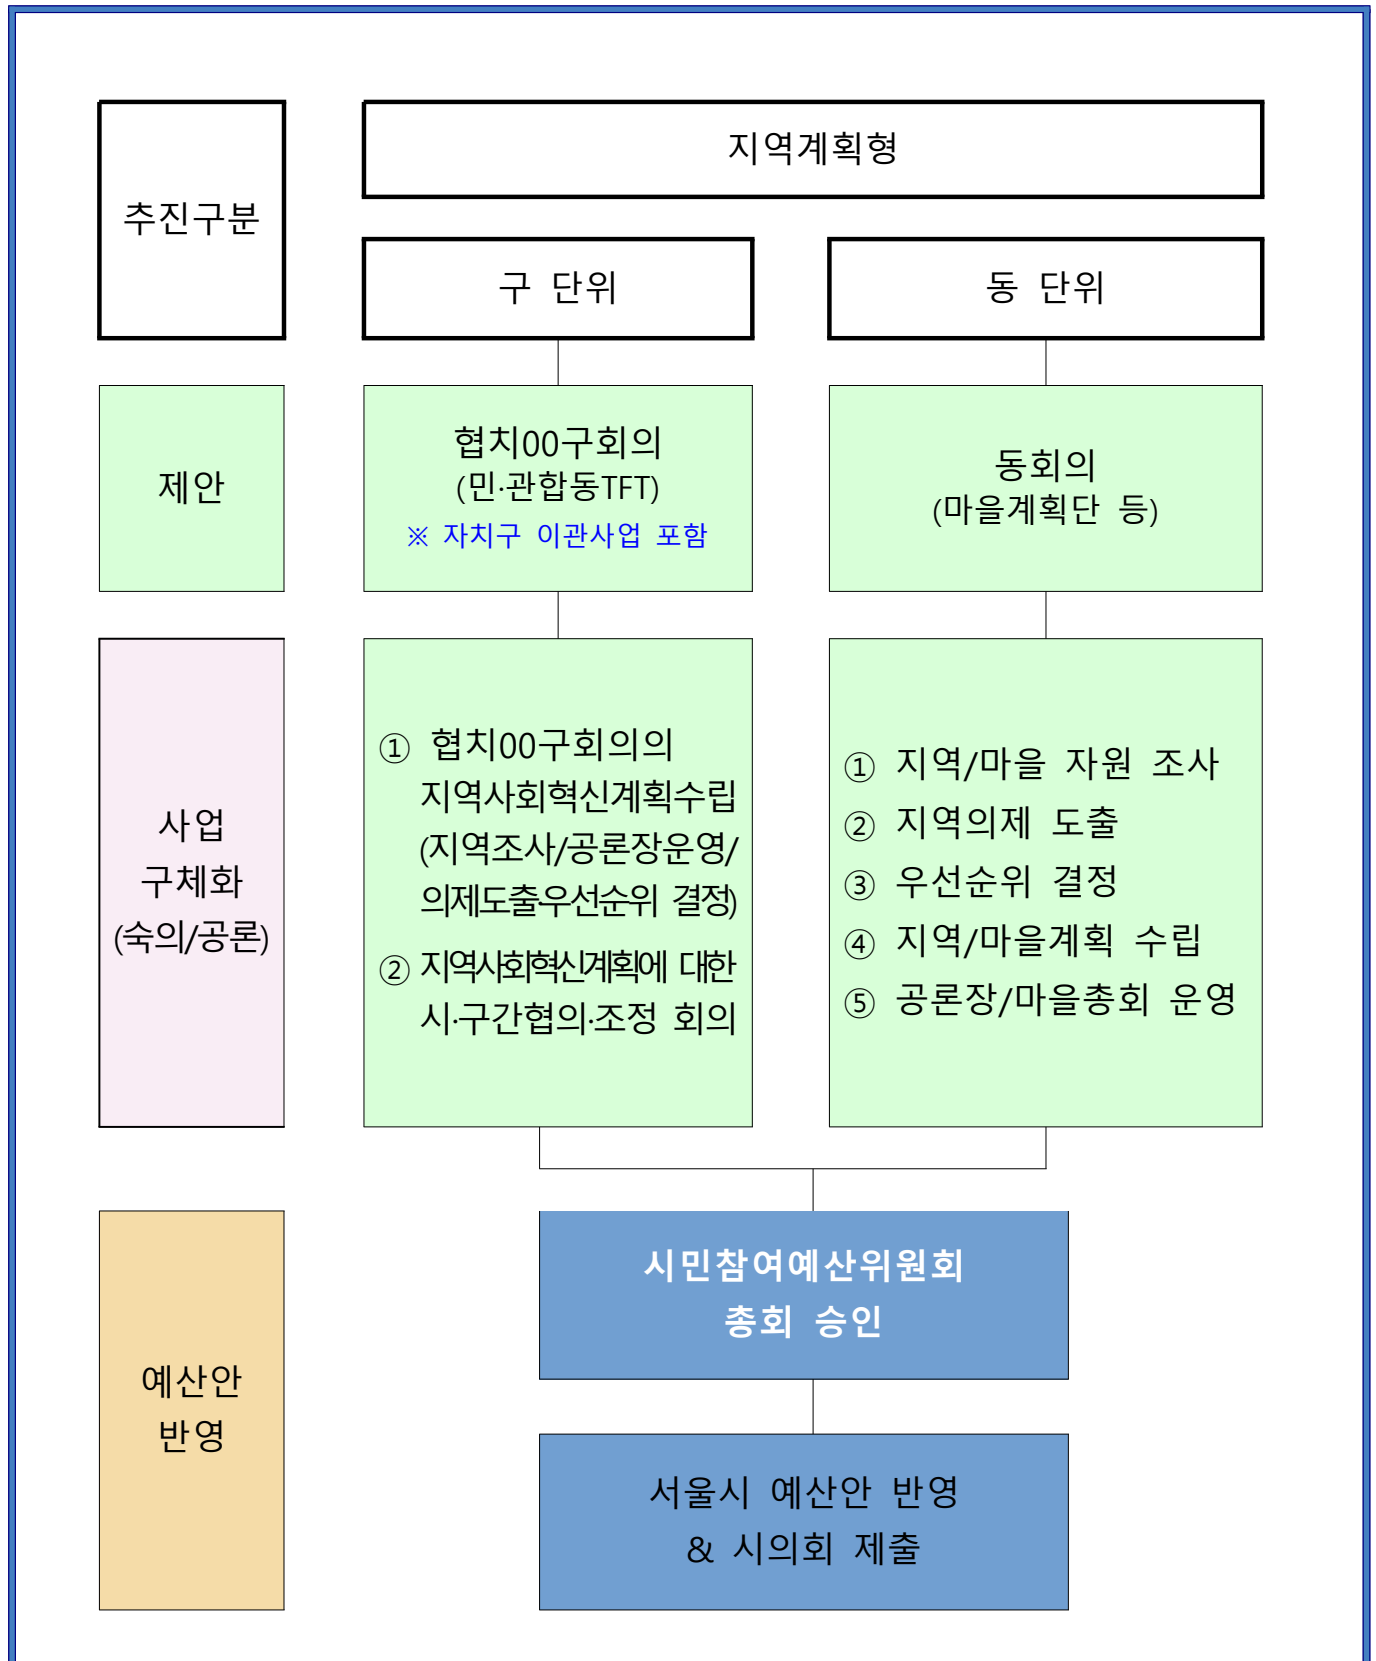 추진구분
지역계획형
구 단위
동 단위
제안
협치00구회의
(민·관합동TFT)
※ 자치구 이관사업 포함
동회의
(마을계획단 등)
사업
구체화
(숙의/공론)
① 협치00구회의의
지역사회혁신계획수립
(지역조사/공론장운영/
의제도출·우선순위 결정)
② 지역사회혁신계획에 대한
시·구간협의·조정 회의
① 지역/마을 자원 조사
② 지역의제 도출
③ 우선순위 결정
④ 지역/마을계획 수립
⑤ 공론장/마을총회 운영
예산안
반영
시민참여예산위원회
총회 승인
서울시 예산안 반영
& 시의회 제출